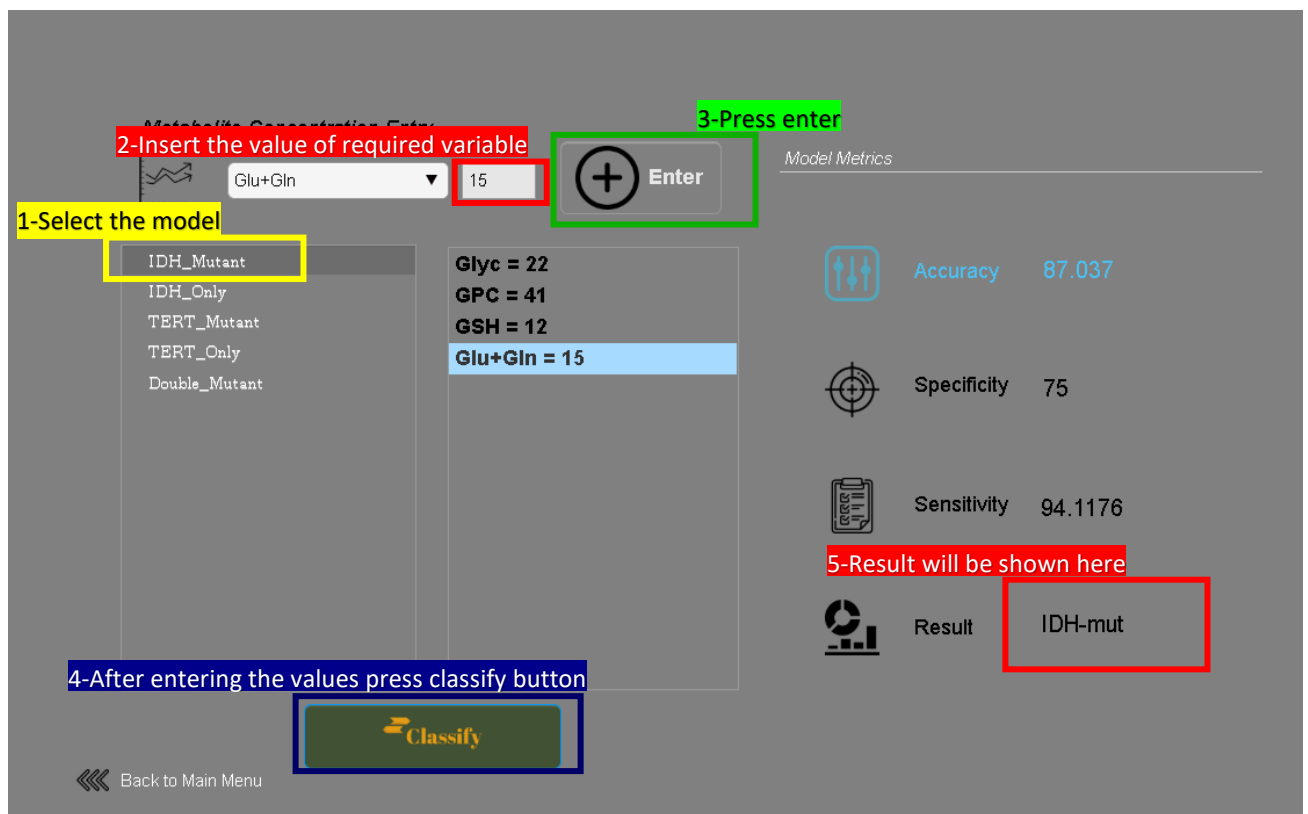 3-Press enter
Metabolite Concentration Entry
2-Insert the value of required variable
Glu+Gln
15
Enter
Model Metrics
1-Select the model
IDH_Mutant
IDH_Only
TERT_Mutant
TERT_Only
Double_Mutant
Glyc = 22
GPC = 41
GSH = 12
Glu+Gln = 15
Accuracy 87.037
Specificity 75
Sensitivity 94.1176
5-Result will be shown here
Result IDH-mut
4-After entering the values press classify button
Classify
Back to Main Menu